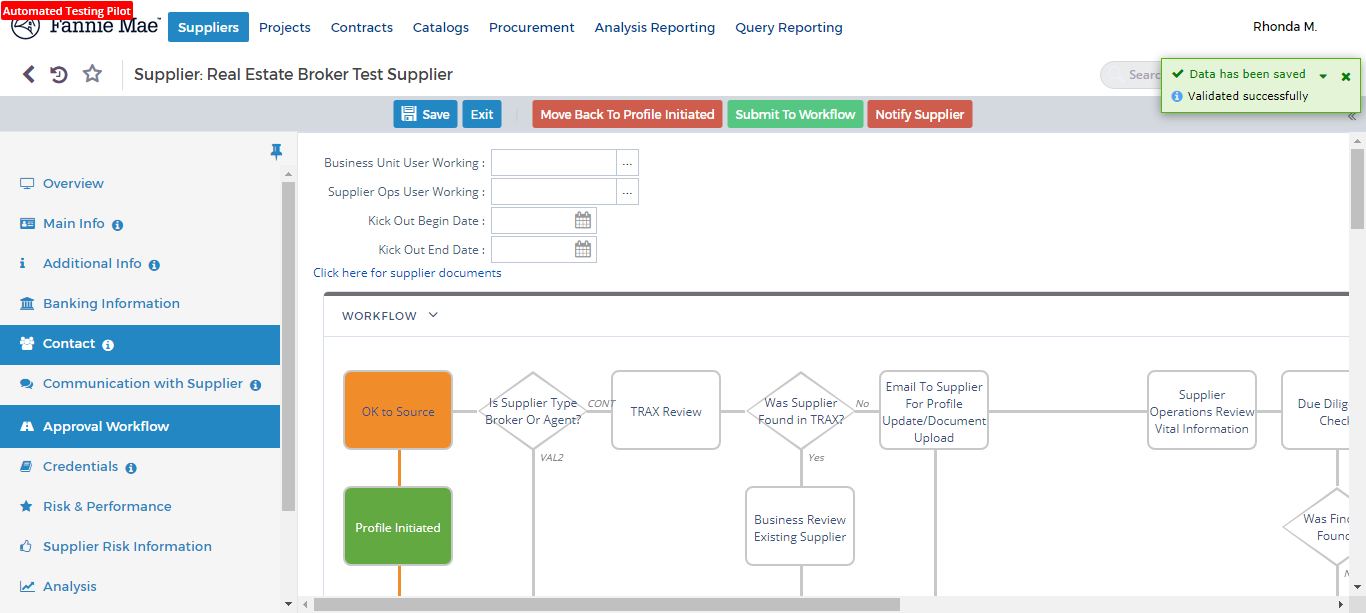 Automated Testing Pilot
Fannie Mae
Suppliers Projects Contracts Catalogs Procurement Analysis Reporting Query Reporting
Rhonda M.
Supplier: Real Estate Broker Test Supplier
Searc
Data has been saved
Validated successfully
Save Exit Move Back To Profile Initiated Submit To Workflow Notify Supplier
Overview
Main Info
Additional Info
Banking Information
Contact
Communication with Supplier
Approval Workflow
Credentials
Risk & Performance
Supplier Risk Information
Analysis
Business Unit User Working :
...
Supplier Ops User Working :
...
Kick Out Begin Date :
Kick Out End Date :
Click here for supplier documents
WORKFLOW
OK to Source
Is Supplier Type
Broker Or Agent?
CONT
VAL2
TRAX Review
Was Supplier
Found in TRAX?
No
Yes
Email To Supplier
For Profile
Update/Document
Upload
Supplier
Operations Review
Vital Information
Due Dilig
Check
Profile Initiated
Business Review
Existing Supplier
Was Find
Found